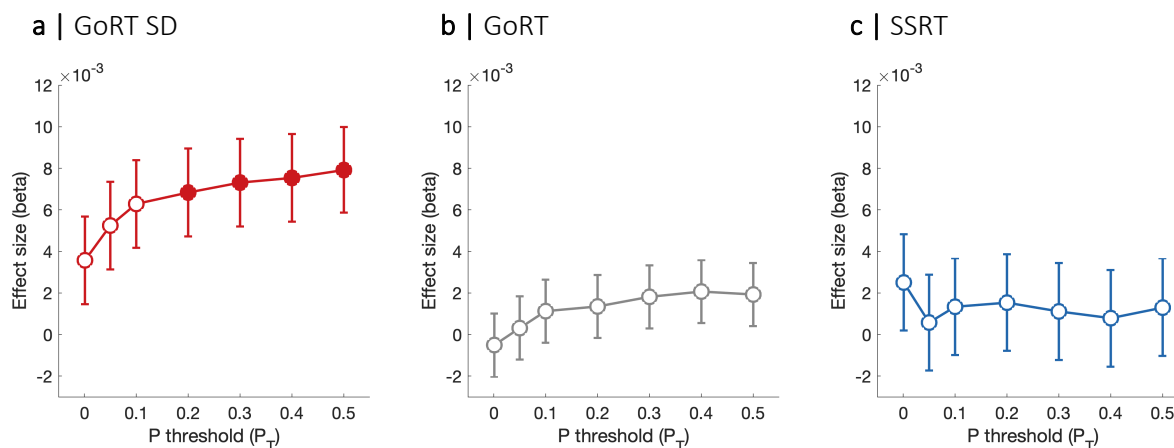 a | GoRT SD
×10⁻³
12
10
8
6
4
2
0
-2
Effect size (beta)
0 0.1 0.2 0.3 0.4 0.5
P threshold (P_T)
b | GoRT
×10⁻³
12
10
8
6
4
2
0
-2
Effect size (beta)
0 0.1 0.2 0.3 0.4 0.5
P threshold (P_T)
c | SSRT
×10⁻³
12
10
8
6
4
2
0
-2
Effect size (beta)
0 0.1 0.2 0.3 0.4 0.5
P threshold (P_T)